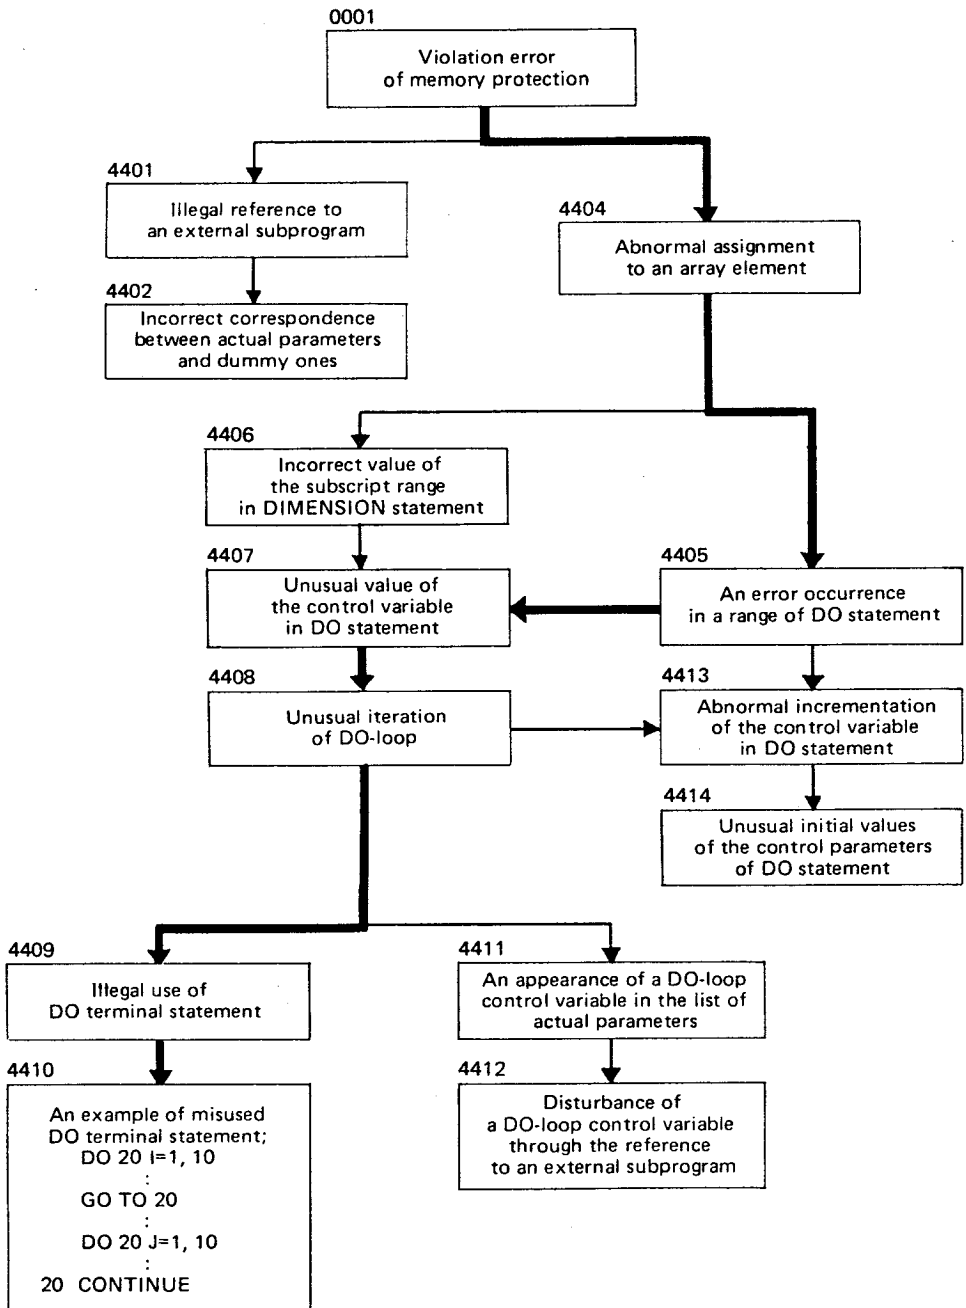 0001
Violation error
of memory protection
4401
Illegal reference to
an external subprogram
4404
Abnormal assignment
to an array element
4402
Incorrect correspondence
between actual parameters
and dummy ones
4406
Incorrect value of
the subscript range
in DIMENSION statement
4407
Unusual value of
the control variable
in DO statement
4405
An error occurrence
in a range of DO statement
4408
Unusual iteration
of DO-loop
4413
Abnormal incrementation
of the control variable
in DO statement
4414
Unusual initial values
of the control parameters
of DO statement
4409
Illegal use of
DO terminal statement
4411
An appearance of a DO-loop
control variable in the list of
actual parameters
4410
An example of misused
DO terminal statement;
DO 20 I=1, 10
:
GO TO 20
:
DO 20 J=1, 10
:
20 CONTINUE
4412
Disturbance of
a DO-loop control variable
through the reference
to an external subprogram